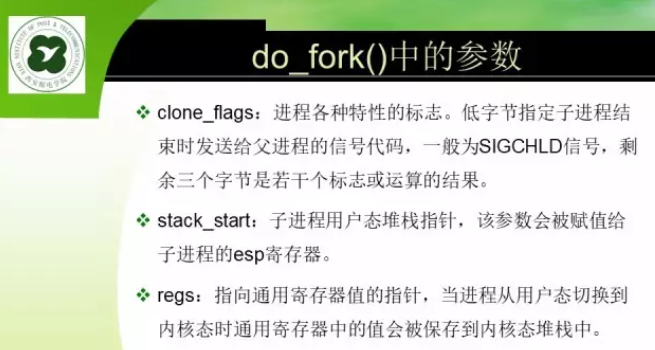 do_fork()中的参数
clone_flags：进程各种特性的标志。低字节指定子进程结
束时发送给父进程的信号代码，一般为SIGCHLD信号，剩
余三个字节是若干个标志或运算的结果。
stack_start：子进程用户态堆栈指针，该参数会被赋值给
子进程的esp寄存器。
regs：指向通用寄存器值的指针，当进程从用户态切换到
内核态时通用寄存器中的值会被保存到内核态堆栈中。